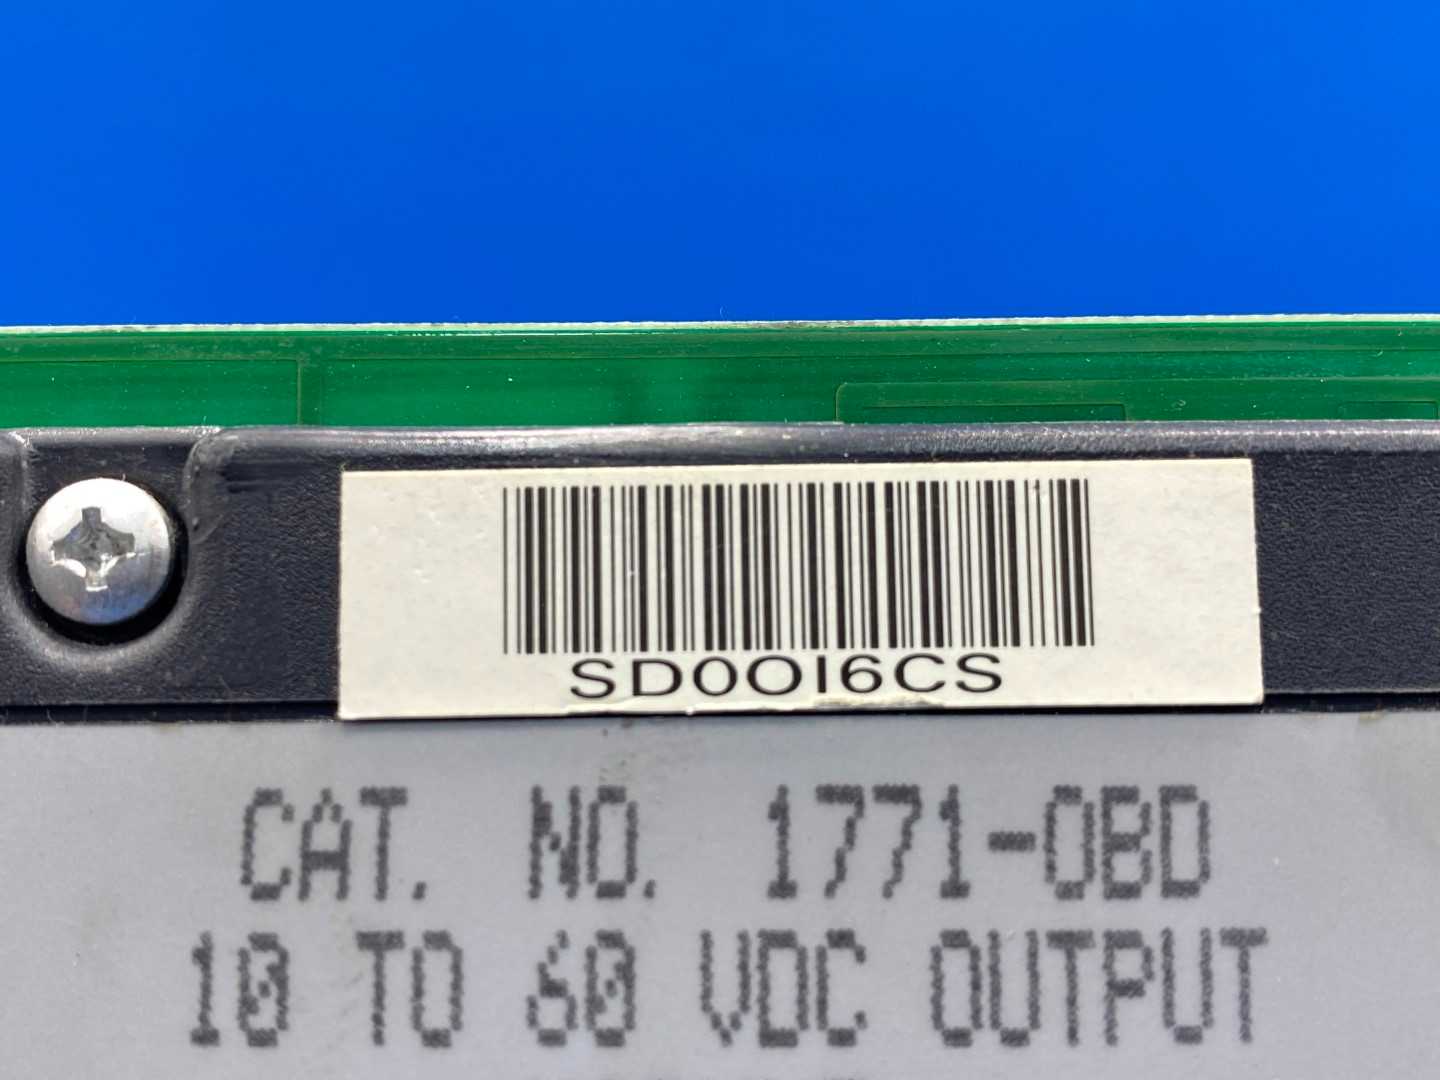 SD0OI6CS
CAT. NO. 1771-OBD
10 TO 60 VDC OUTPUT